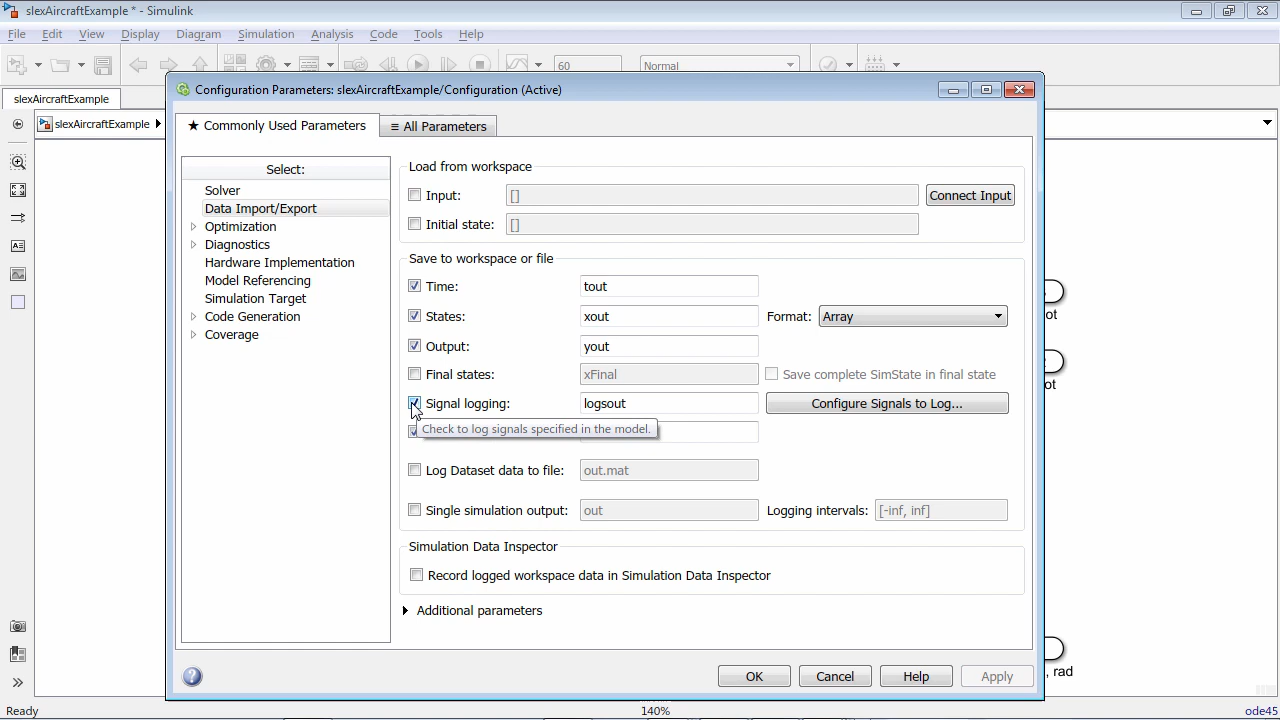 slexAircraftExample * - Simulink
File Edit View Display Diagram Simulation Analysis Code Tools Help
60 Normal
slexAircraftExample
slexAircraftExample
Configuration Parameters: slexAircraftExample/Configuration (Active)
★ Commonly Used Parameters
≡ All Parameters
Select:
Solver
Data Import/Export
Optimization
Diagnostics
Hardware Implementation
Model Referencing
Simulation Target
Code Generation
Coverage
Load from workspace
Input: [] Connect Input
Initial state: []
Save to workspace or file
Time: tout
States: xout Format: Array
Output: yout
Final states: xFinal Save complete SimState in final state
Signal logging: logsout Configure Signals to Log...
Check to log signals specified in the model.
Log Dataset data to file: out.mat
Single simulation output: out Logging intervals: [-inf, inf]
Simulation Data Inspector
Record logged workspace data in Simulation Data Inspector
Additional parameters
OK Cancel Help Apply
ot
ot
, rad
Ready 140% ode45